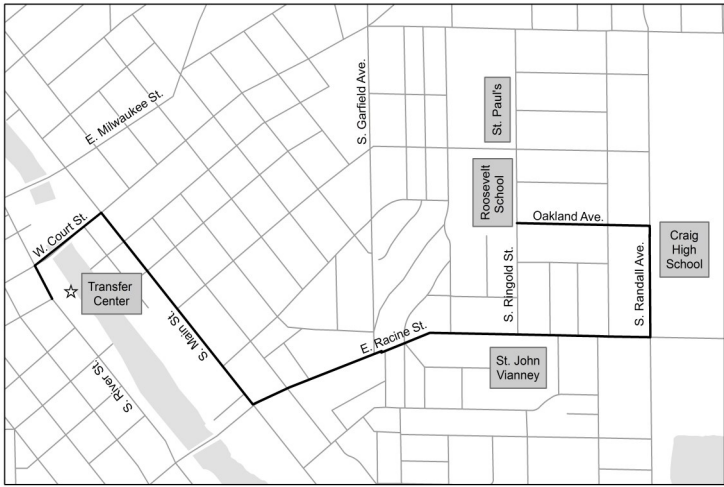 S. Garfield Ave.
St. Paul's
E. Milwaukee St.
Roosevelt
School
Oakland Ave.
W. Court St.
Craig
High
School
Transfer
Center
S. Ringold St.
S. Randall Ave.
S. Main St.
E. Racine St.
St. John
Vianney
S. River St.